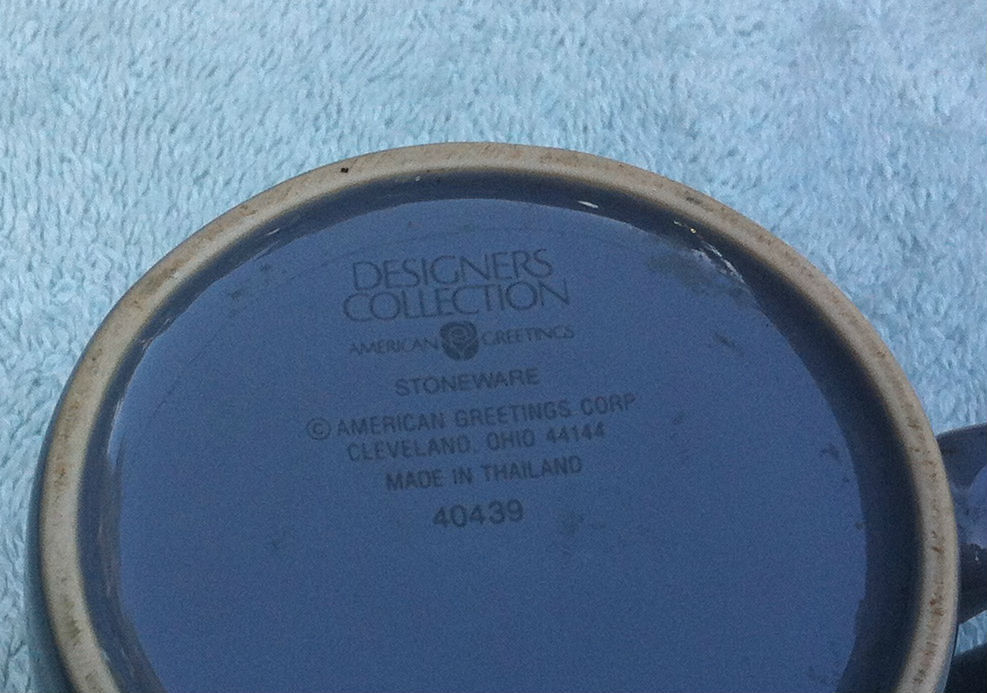 DESIGNERS
COLLECTION
AMERICAN GREETINGS
STONEWARE
© AMERICAN GREETINGS CORP
CLEVELAND, OHIO 44144
MADE IN THAILAND
40439